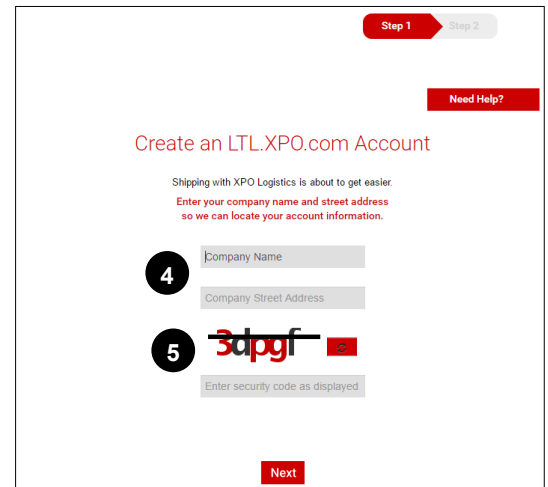 Step 1
Step 2
Need Help?
Create an LTL.XPO.com Account
Shipping with XPO Logistics is about to get easier.
Enter your company name and street address
so we can locate your account information.
4
Company Name
Company Street Address
5
3dpgf
Enter security code as displayed
Next